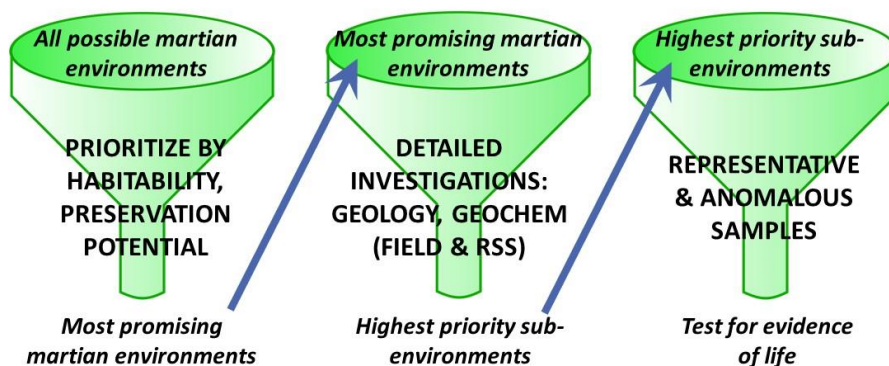 All possible martian
environments
PRIORITIZE BY
HABITABILITY,
PRESERVATION
POTENTIAL
Most promising
martian environments
Most promising martian
environments
DETAILED
INVESTIGATIONS:
GEOLOGY, GEOCHEM
(FIELD & RSS)
Highest priority sub-
environments
Highest priority sub-
environments
REPRESENTATIVE
& ANOMALOUS
SAMPLES
Test for evidence
of life